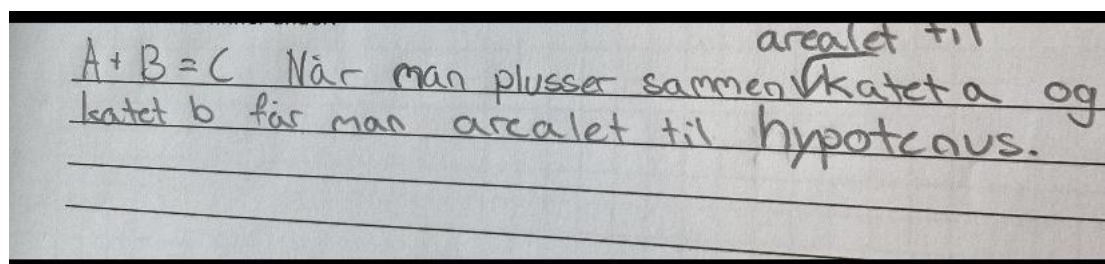 arealet til
A + B = C Når man plusser sammen √katet a og
katet b får man arealet til hypotenus.